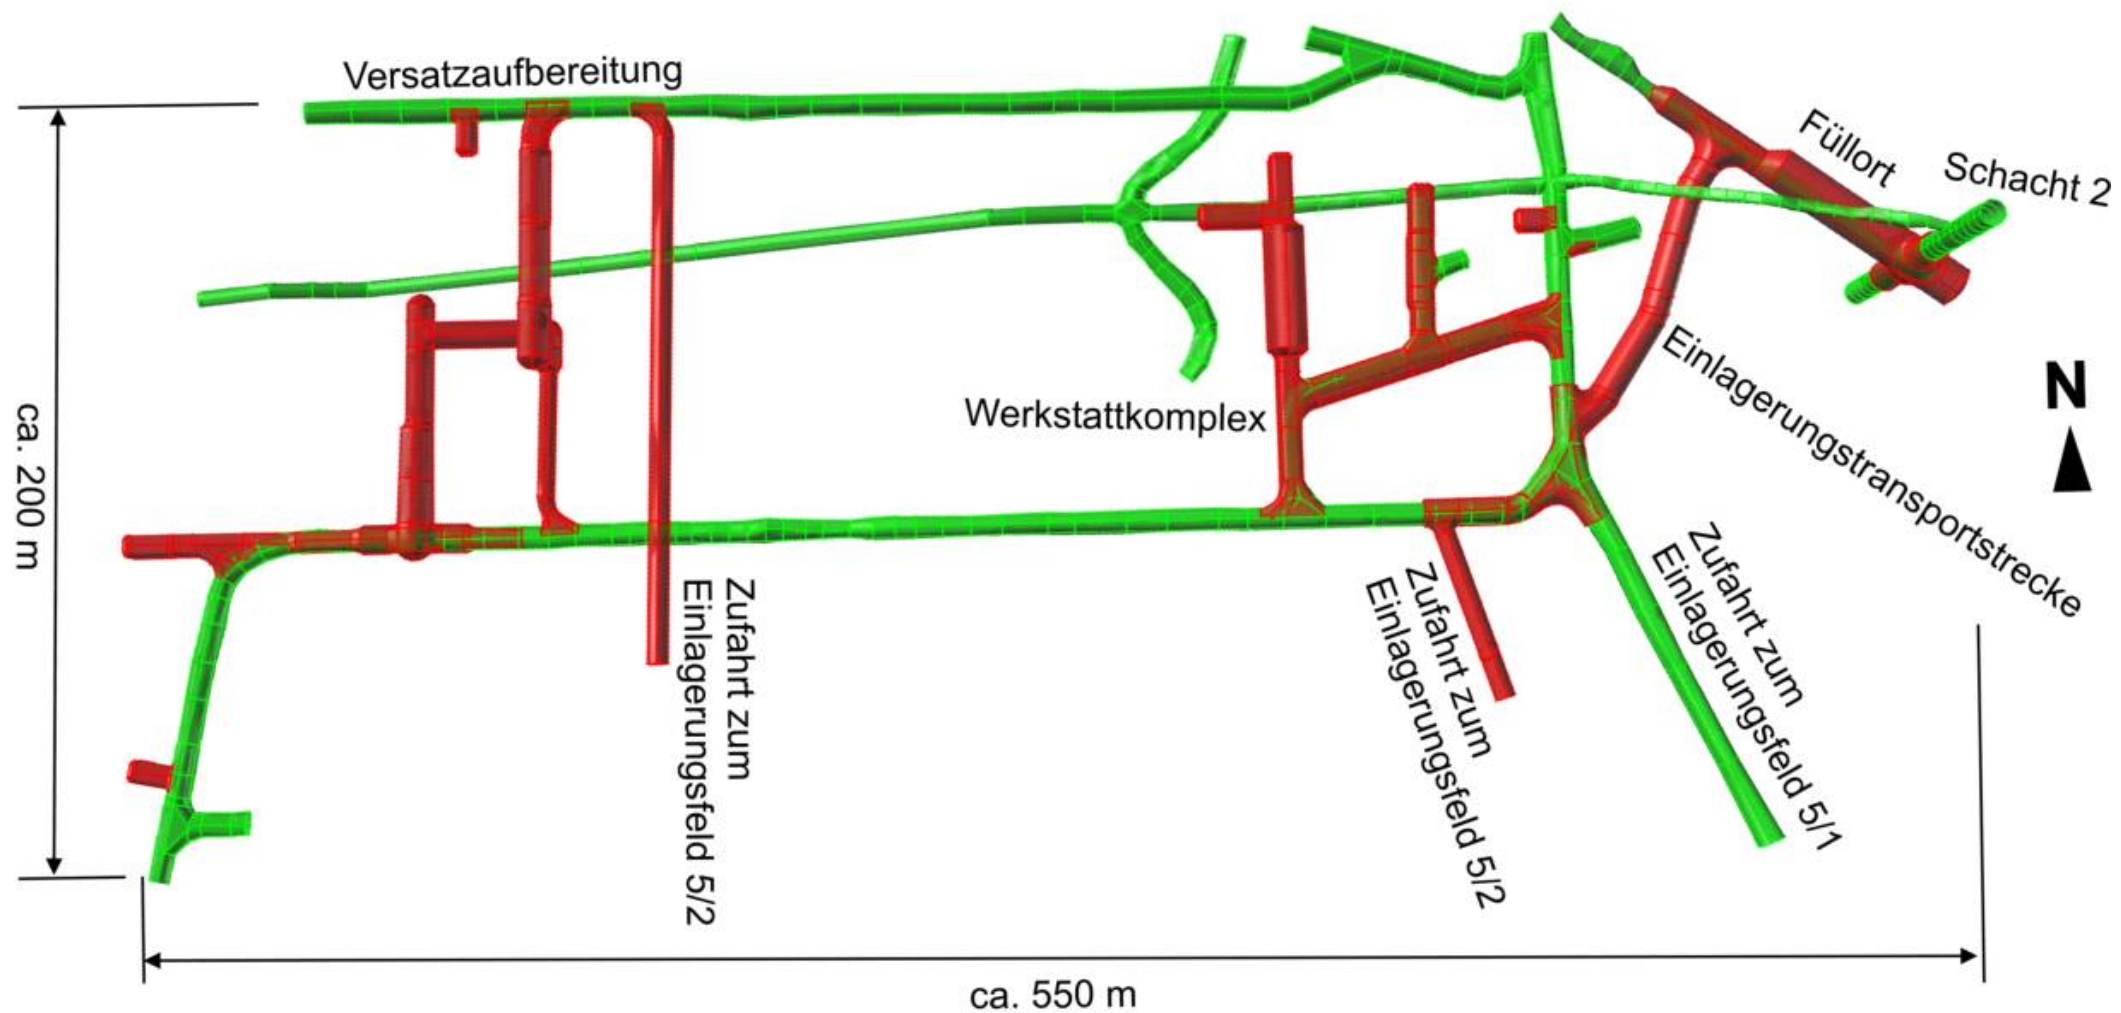 Versatzaufbereitung
Füllort
Schacht 2
ca. 200 m
N
Werkstattkomplex
Einlagerungstransportstrecke
Zufahrt zum
Einlagerungsfeld 5/2
Zufahrt zum
Einlagerungsfeld 5/2
Zufahrt zum
Einlagerungsfeld 5/1
ca. 550 m